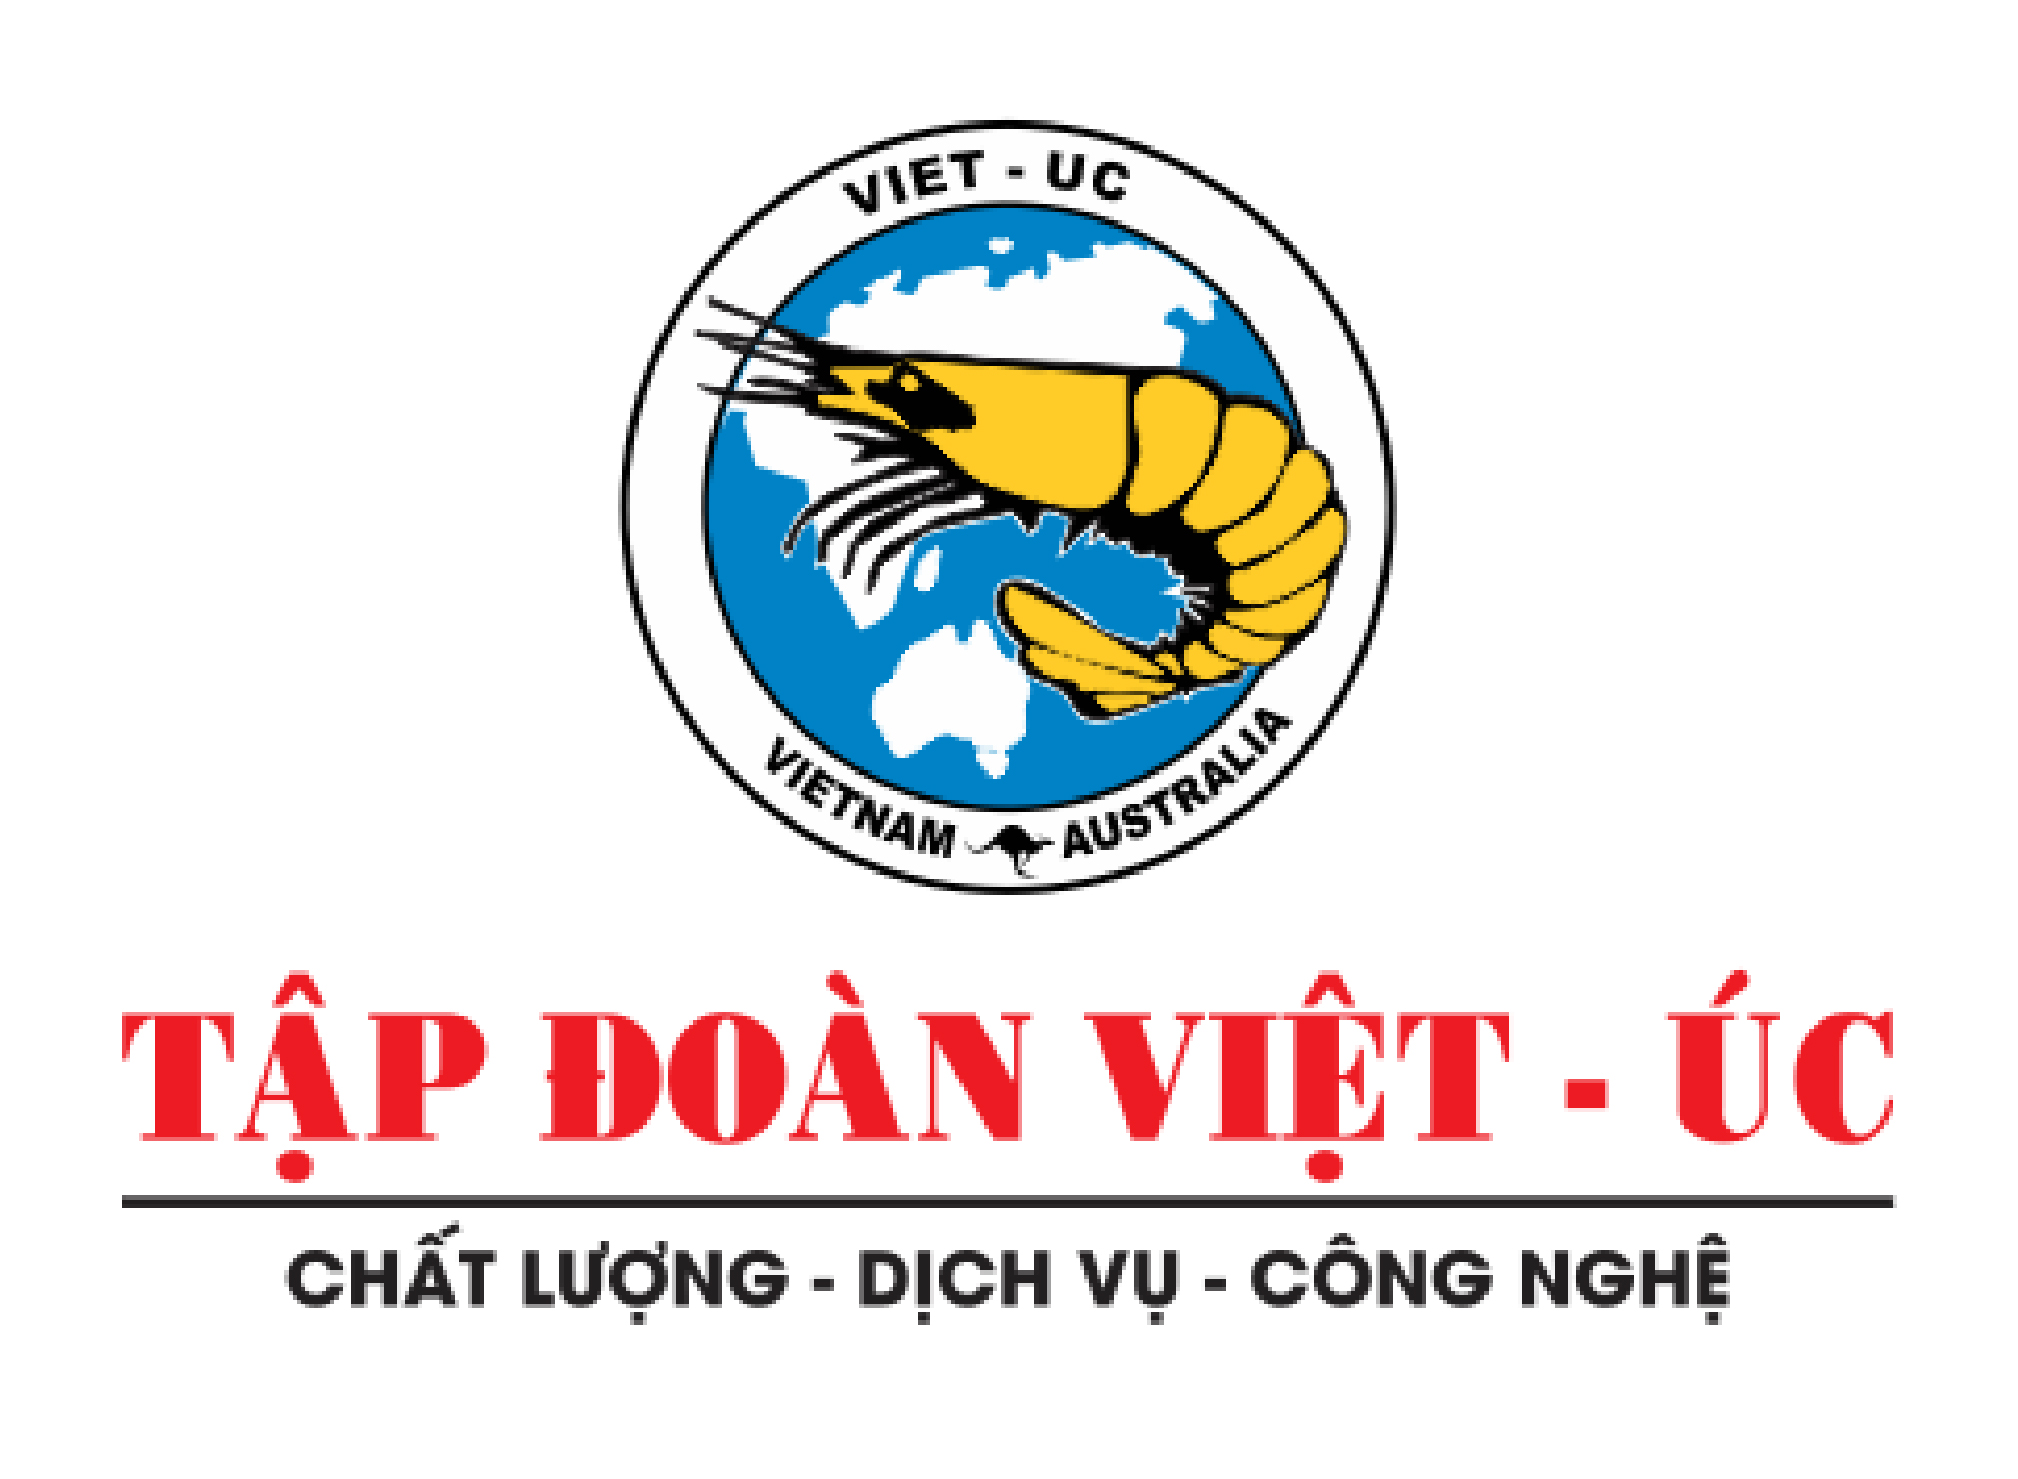 VIET - UC
VIETNAM AUSTRALIA
TẬP ĐOÀN VIỆT - ÚC
CHẤT LƯỢNG - DỊCH VỤ - CÔNG NGHỆ